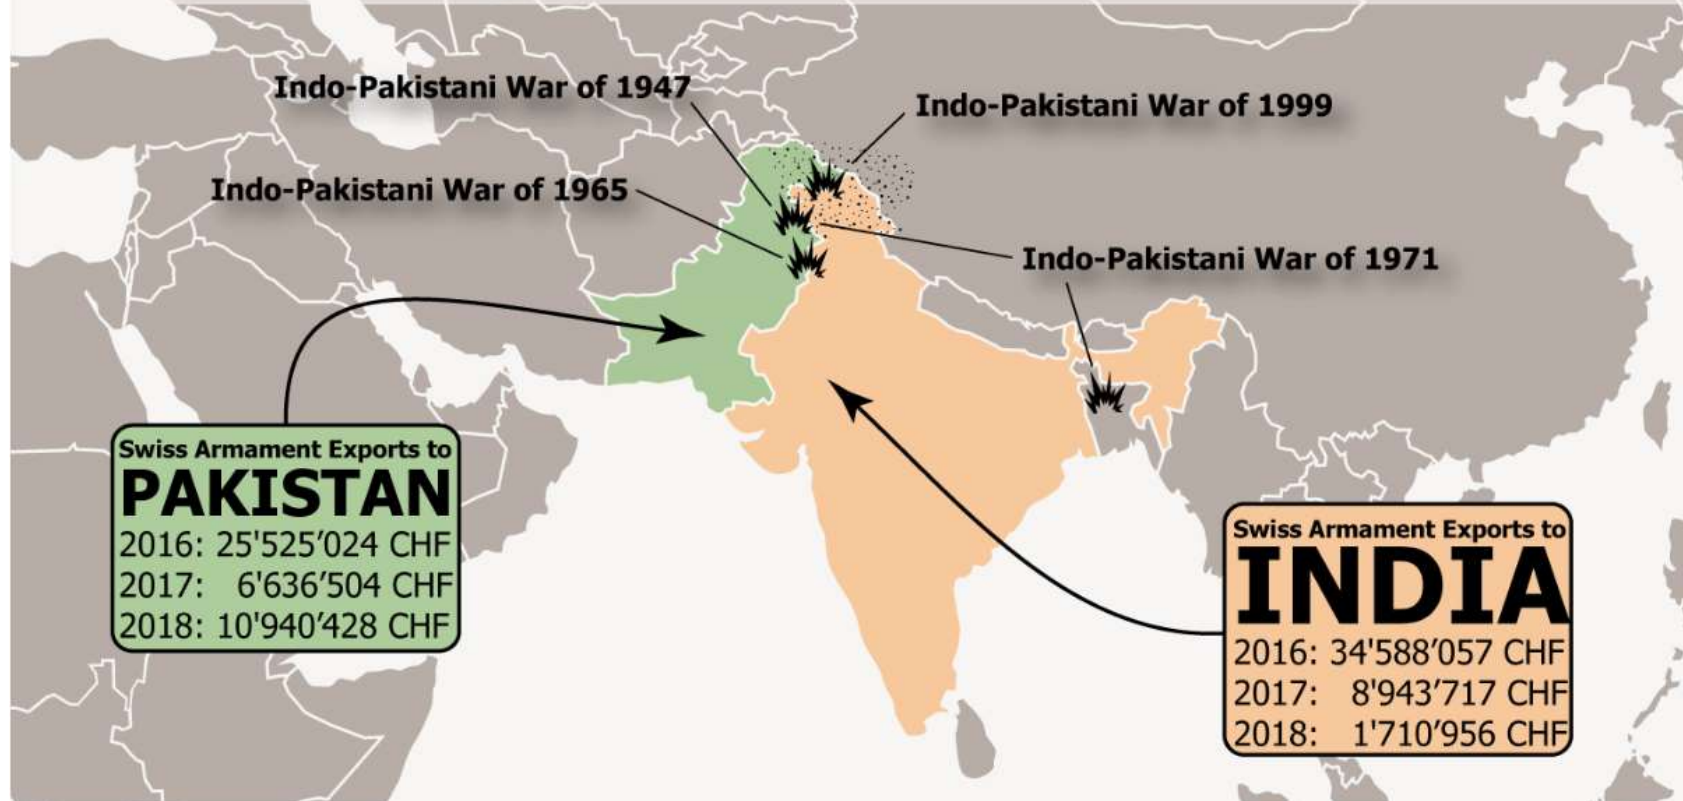 Indo-Pakistani War of 1947
Indo-Pakistani War of 1999
Indo-Pakistani War of 1965
Indo-Pakistani War of 1971
Swiss Armament Exports to
PAKISTAN
2016: 25'525’024 CHF
2017: 6'636’504 CHF
2018: 10'940’428 CHF
Swiss Armament Exports to
INDIA
2016: 34'588’057 CHF
2017: 8'943’717 CHF
2018: 1'710’956 CHF